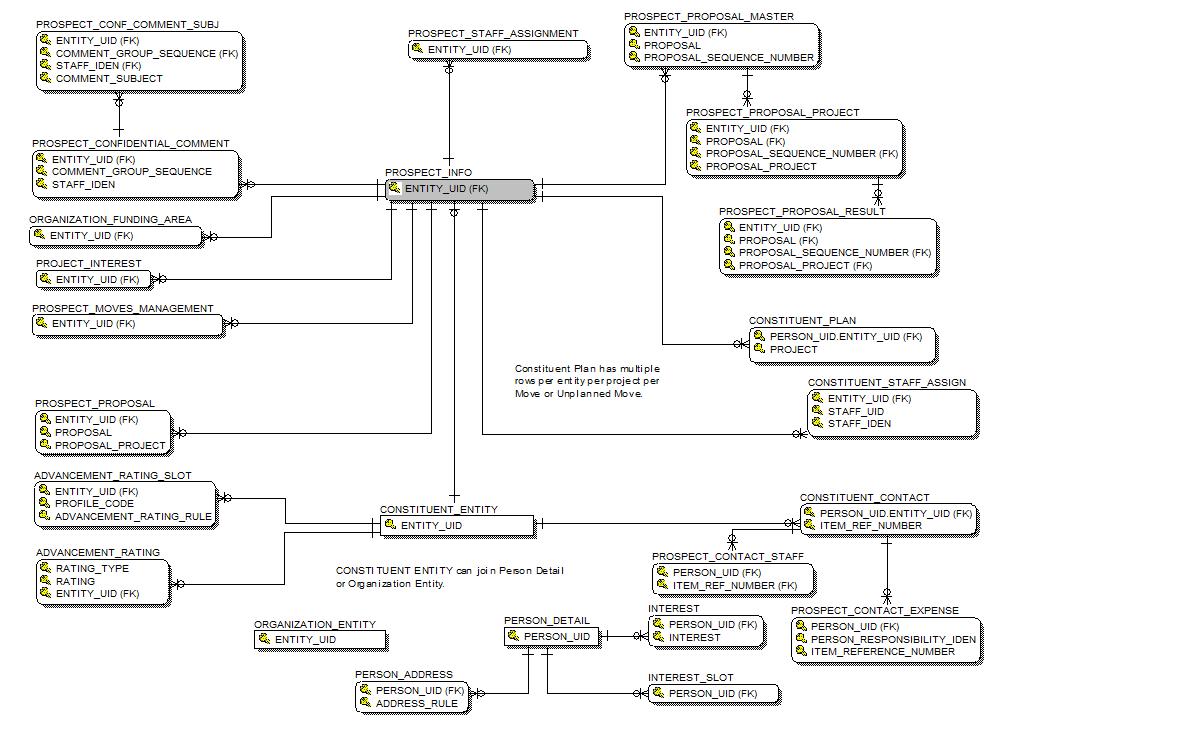 PROSPECT_CONF_COMMENT_SUBJ
ENTITY_UID (FK)
COMMENT_GROUP_SEQUENCE (FK)
STAFF_IDEN (FK)
COMMENT_SUBJECT
PROSPECT_STAFF_ASSIGNMENT
ENTITY_UID (FK)
PROSPECT_PROPOSAL_MASTER
ENTITY_UID (FK)
PROPOSAL
PROPOSAL_SEQUENCE_NUMBER
PROSPECT_PROPOSAL_PROJECT
ENTITY_UID (FK)
PROPOSAL (FK)
PROPOSAL_SEQUENCE_NUMBER (FK)
PROPOSAL_PROJECT
PROSPECT_CONFIDENTIAL_COMMENT
ENTITY_UID (FK)
COMMENT_GROUP_SEQUENCE
STAFF_IDEN
PROSPECT_INFO
ENTITY_UID (FK)
PROSPECT_PROPOSAL_RESULT
ENTITY_UID (FK)
PROPOSAL (FK)
PROPOSAL_SEQUENCE_NUMBER (FK)
PROPOSAL_PROJECT (FK)
ORGANIZATION_FUNDING_AREA
ENTITY_UID (FK)
PROJECT_INTEREST
ENTITY_UID (FK)
PROSPECT_MOVES_MANAGEMENT
ENTITY_UID (FK)
CONSTITUENT_PLAN
PERSON_UID.ENTITY_UID (FK)
PROJECT
Constituent Plan has multiple
rows per entity per project per
Move or Unplanned Move.
CONSTITUENT_STAFF_ASSIGN
ENTITY_UID (FK)
STAFF_UID
STAFF_IDEN
PROSPECT_PROPOSAL
ENTITY_UID (FK)
PROPOSAL
PROPOSAL_PROJECT
ADVANCEMENT_RATING_SLOT
ENTITY_UID (FK)
PROFILE_CODE
ADVANCEMENT_RATING_RULE
CONSTITUENT_ENTITY
ENTITY_UID
CONSTITUENT_CONTACT
PERSON_UID.ENTITY_UID (FK)
ITEM_REF_NUMBER
ADVANCEMENT_RATING
RATING_TYPE
RATING
ENTITY_UID (FK)
CONSTITUENT ENTITY can join Person Detail
or Organization Entity.
PROSPECT_CONTACT_STAFF
PERSON_UID (FK)
ITEM_REF_NUMBER (FK)
PROSPECT_CONTACT_EXPENSE
PERSON_UID (FK)
PERSON_RESPONSIBILITY_IDEN
ITEM_REFERENCE_NUMBER
ORGANIZATION_ENTITY
ENTITY_UID
PERSON_DETAIL
PERSON_UID
INTEREST
PERSON_UID (FK)
INTEREST
PERSON_ADDRESS
PERSON_UID (FK)
ADDRESS_RULE
INTEREST_SLOT
PERSON_UID (FK)